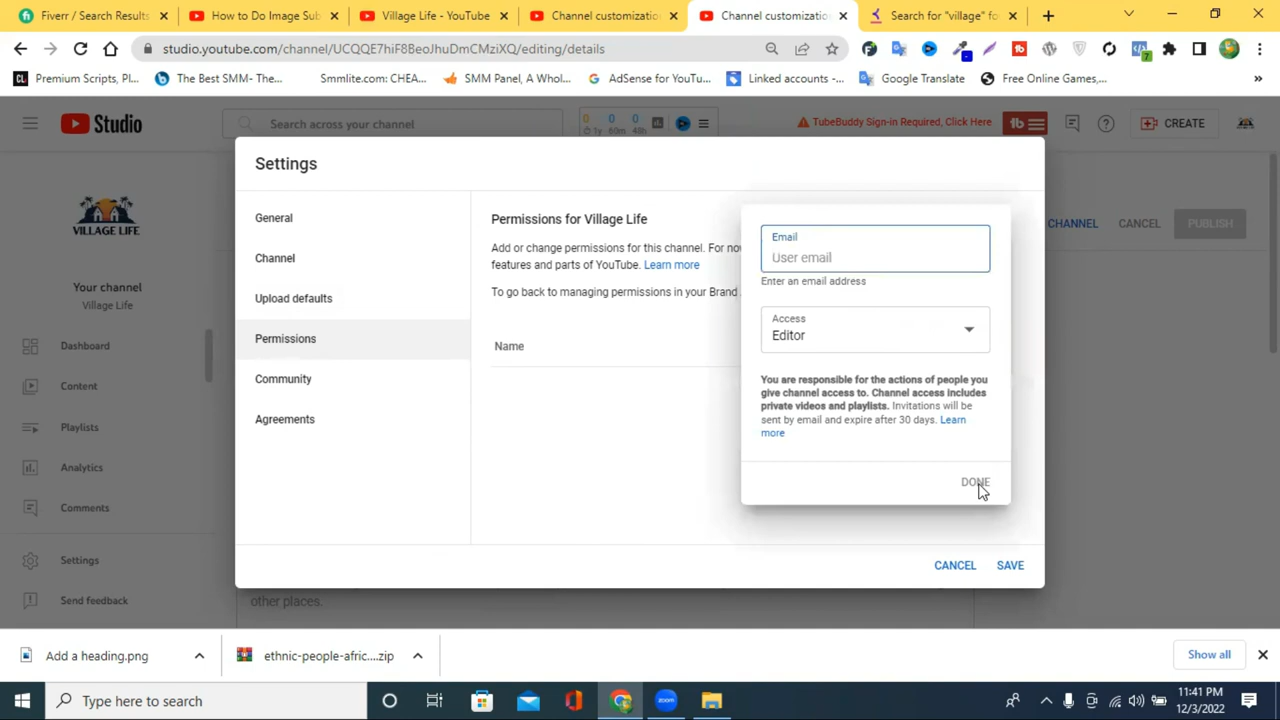 Fiverr / Search Results
How to Do Image Sub
Village Life - YouTube
Channel customizatio
Channel customizatio
Search for "village" fo
studio.youtube.com/channel/UCQQE7hiF8BeoJhuDmCMziXQ/editing/details
Premium Scripts, Pl...
The Best SMM- The...
Smmlite.com: CHEA...
SMM Panel, A Whol...
AdSense for YouTu...
Linked accounts -...
Google Translate
Free Online Games,...
Studio
Search across your channel
0 0 0
1y 60m 48h
TubeBuddy Sign-in Required, Click Here
CREATE
Settings
VILLAGE LIFE
Your channel
Village Life
Dashboard
Content
Playlists
Analytics
Comments
Settings
Send feedback
General
Channel
Upload defaults
Permissions
Community
Agreements
Permissions for Village Life
Add or change permissions for this channel. For now
features and parts of YouTube. Learn more
To go back to managing permissions in your Brand
Name
Email
User email
Enter an email address
Access
Editor
You are responsible for the actions of people you
give channel access to. Channel access includes
private videos and playlists. Invitations will be
sent by email and expire after 30 days. Learn
more
DONE
CANCEL
SAVE
CHANNEL
CANCEL
PUBLISH
other places.
Add a heading.png
ethnic-people-afric....zip
Show all
Type here to search
zoom
11:41 PM
12/3/2022